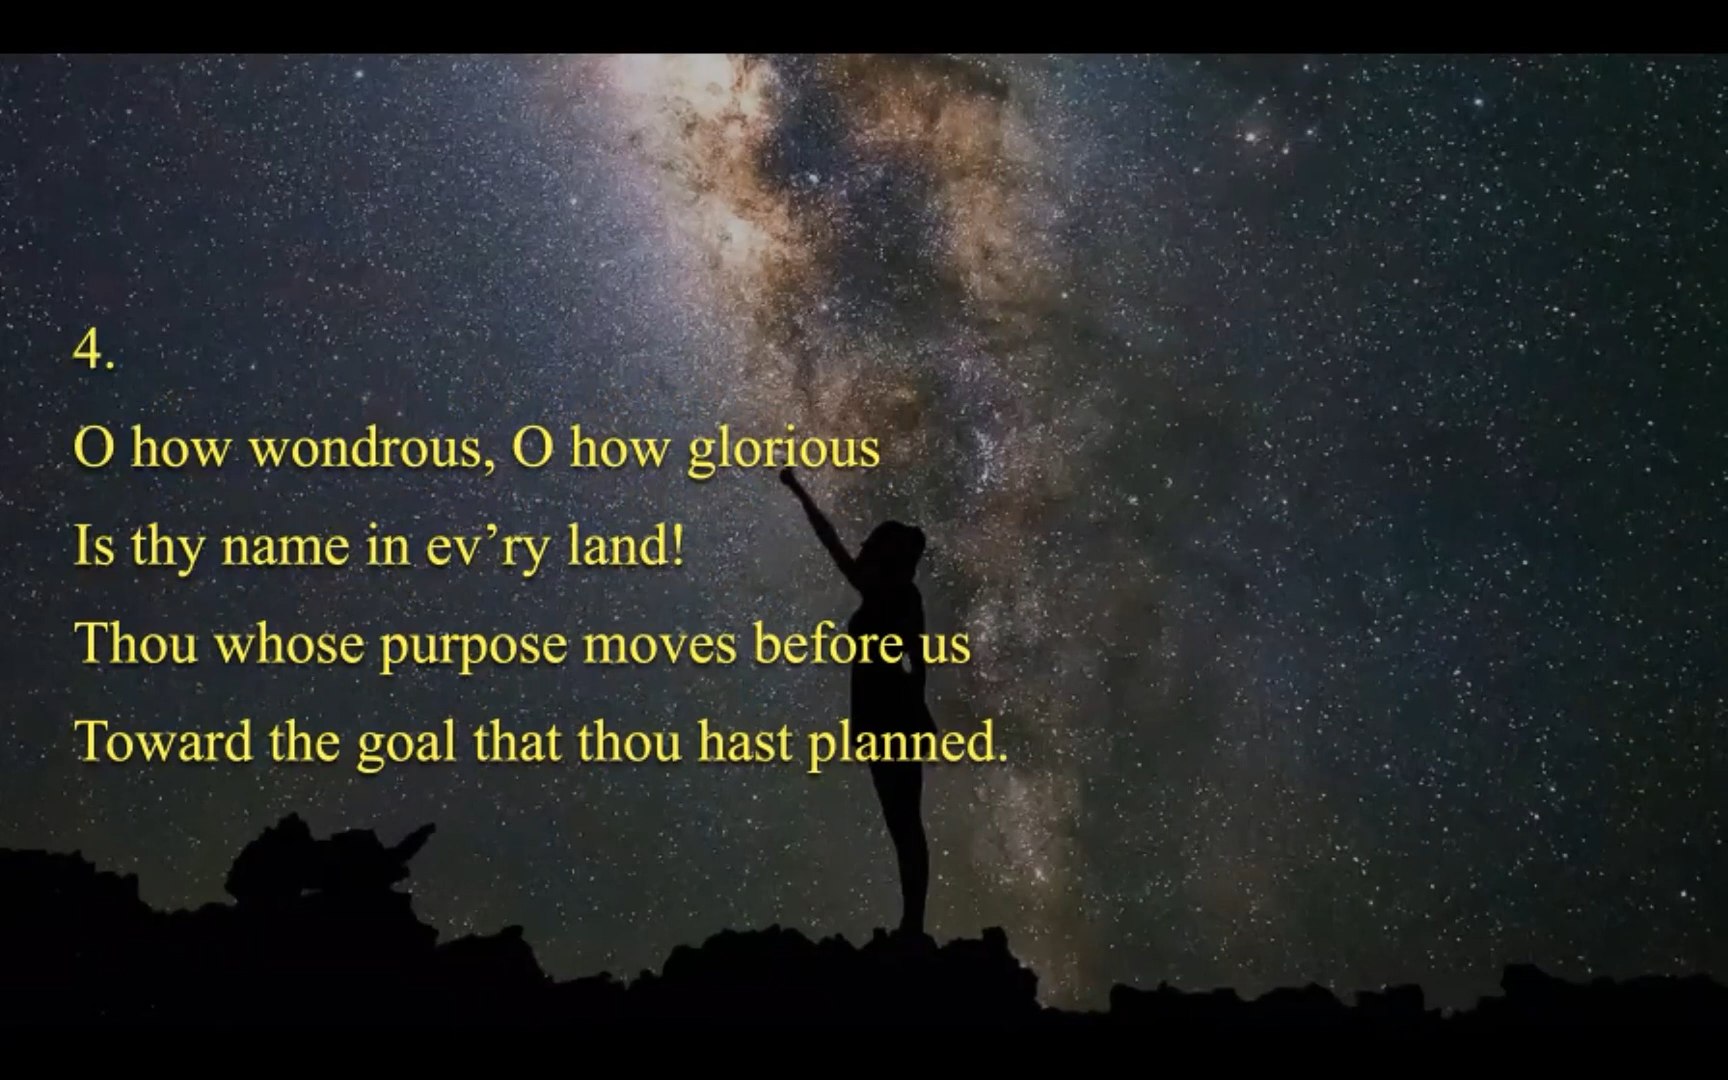 4.
O how wondrous, O how glorious
Is thy name in ev’ry land!
Thou whose purpose moves before us
Toward the goal that thou hast planned.